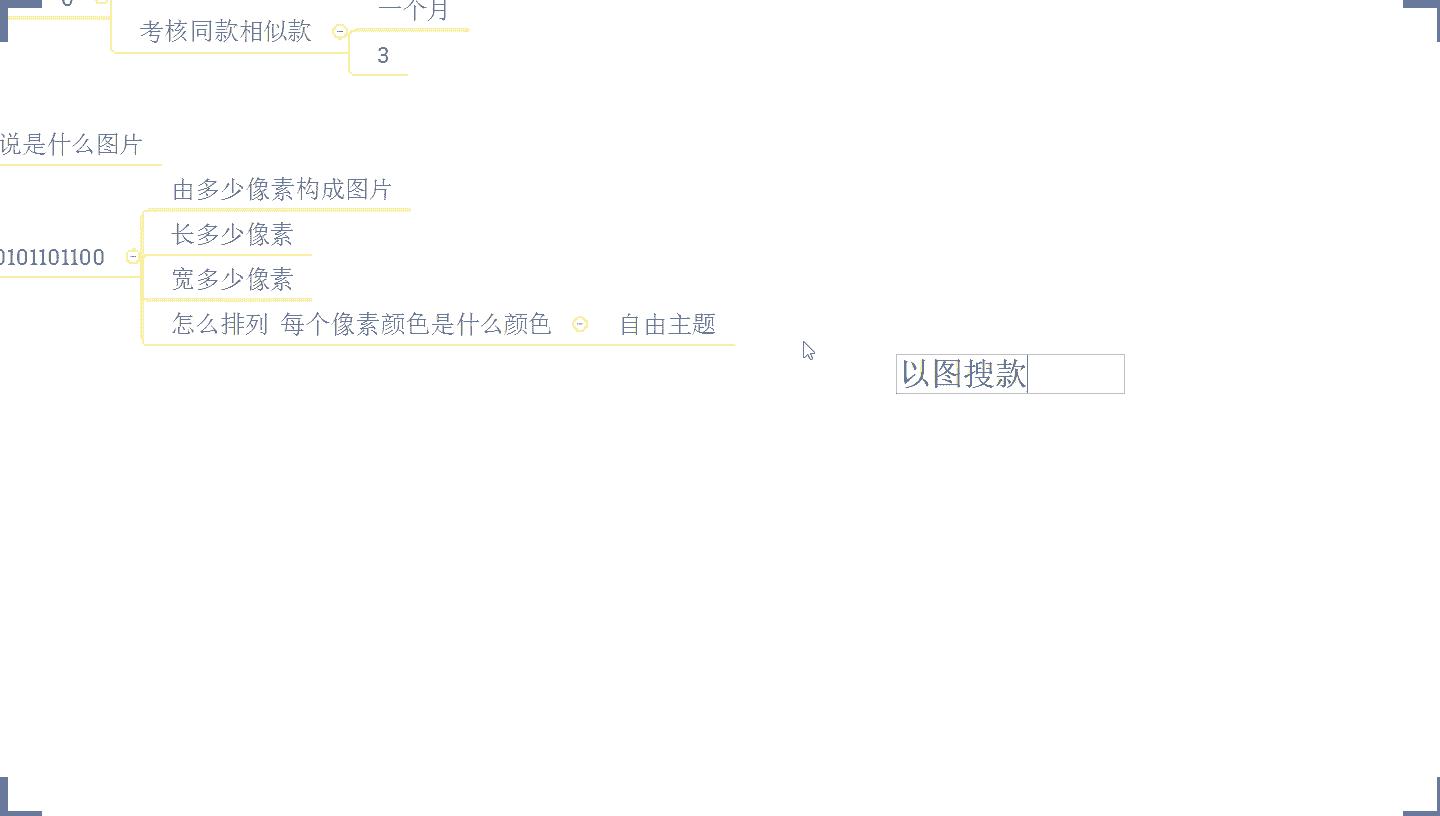 一个月
考核同款相似款
3
说是什么图片
由多少像素构成图片
长多少像素
0101101100
宽多少像素
怎么排列 每个像素颜色是什么颜色
自由主题
以图搜款